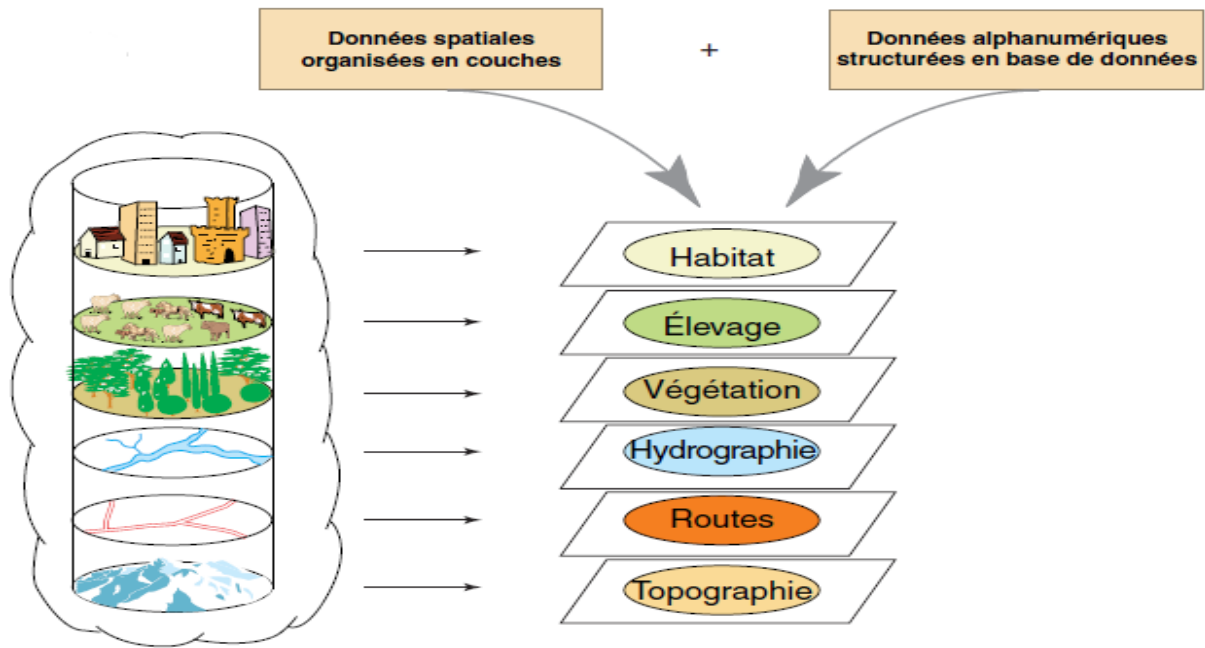 Données spatiales
organisées en couches
+
Données alphanumériques
structurées en base de données
Habitat
Élevage
Végétation
Hydrographie
Routes
Topographie